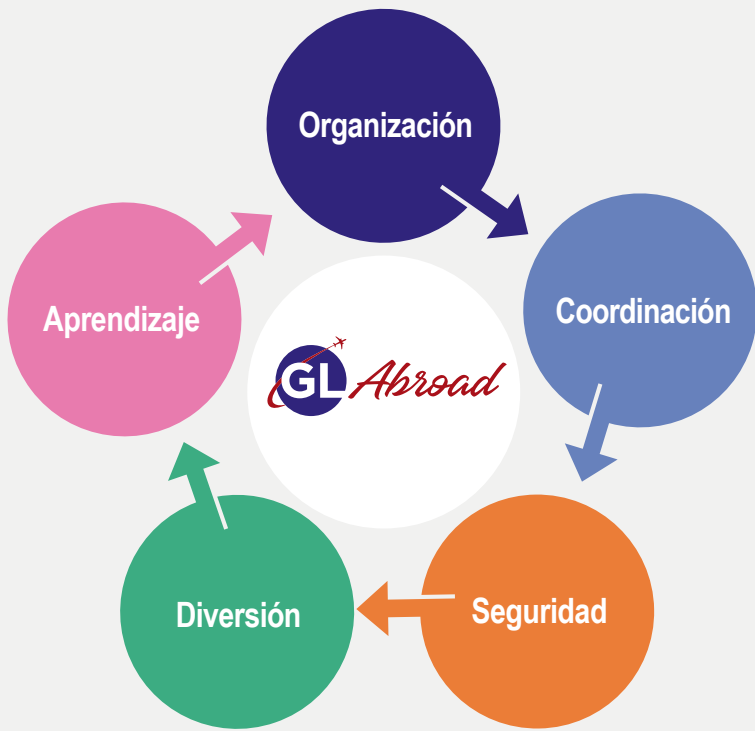 Organización
Coordinación
Seguridad
Diversión
Aprendizaje
GL Abroad